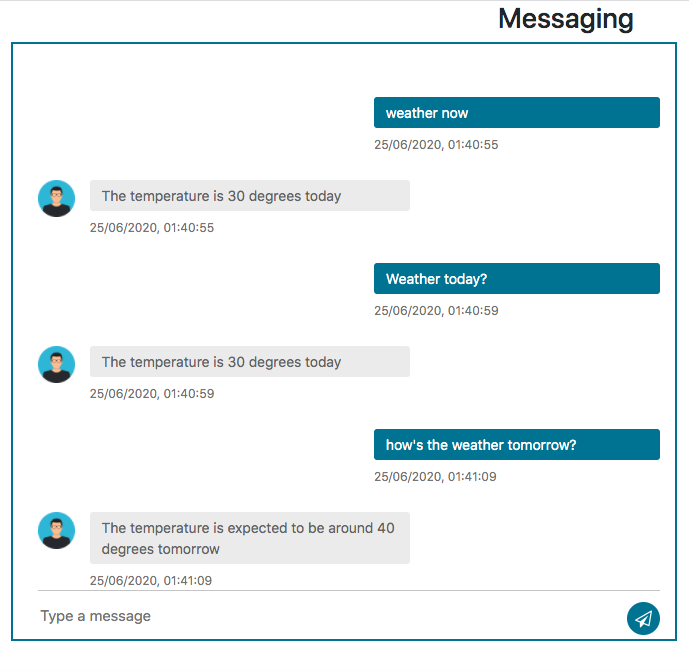 Messaging
weather now
25/06/2020, 01:40:55
The temperature is 30 degrees today
25/06/2020, 01:40:55
Weather today?
25/06/2020, 01:40:59
The temperature is 30 degrees today
25/06/2020, 01:40:59
how's the weather tomorrow?
25/06/2020, 01:41:09
The temperature is expected to be around 40
degrees tomorrow
25/06/2020, 01:41:09
Type a message